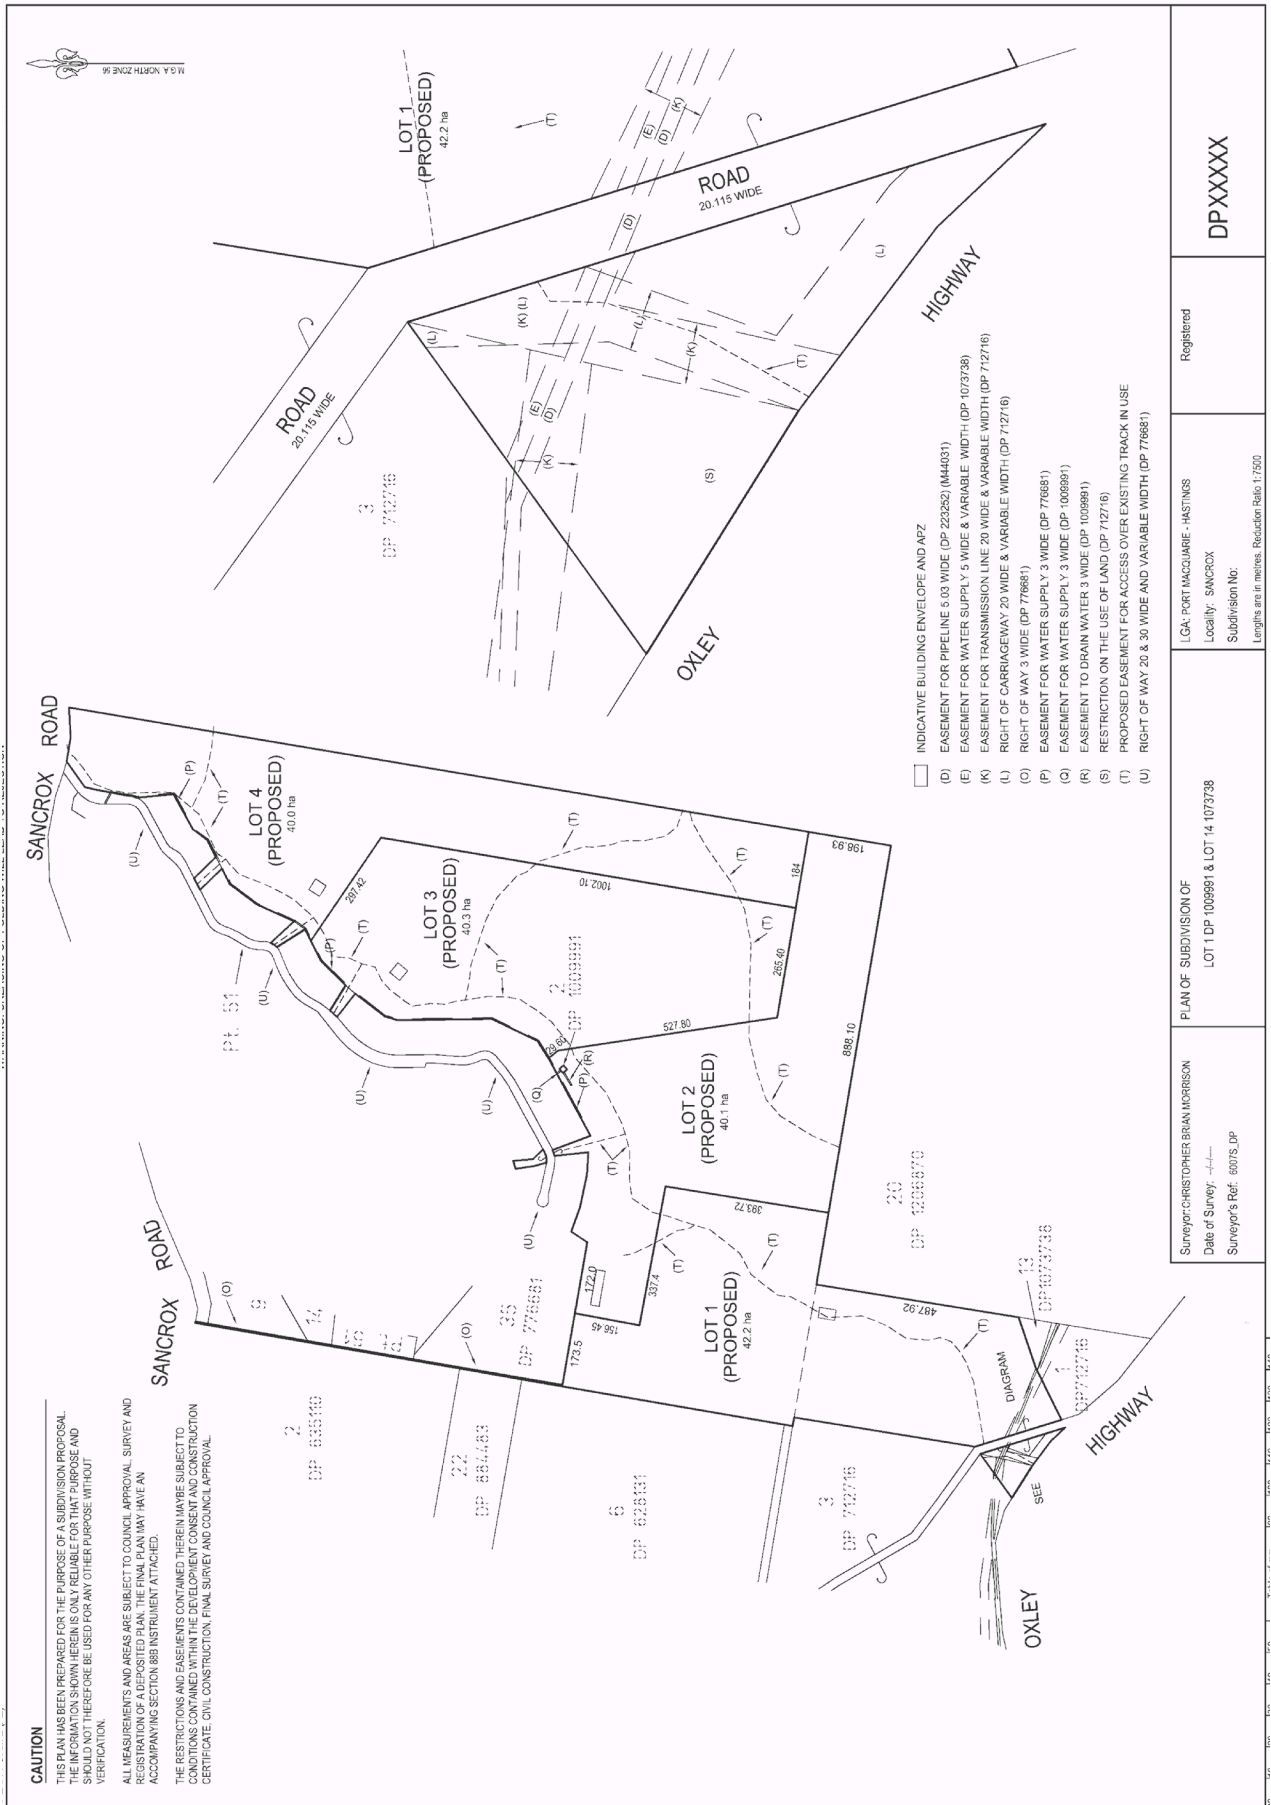 CAUTION
THIS PLAN HAS BEEN PREPARED FOR THE PURPOSE OF A SUBDIVISION PROPOSAL.
THE INFORMATION SHOWN HEREIN IS ONLY RELIABLE FOR THAT PURPOSE AND
SHOULD NOT THEREFORE BE USED FOR ANY OTHER PURPOSE WITHOUT
VERIFICATION.
ALL MEASUREMENTS AND AREAS ARE SUBJECT TO COUNCIL APPROVAL, SURVEY AND
REGISTRATION OF A DEPOSITED PLAN. THE FINAL PLAN MAY HAVE AN
ACCOMPANYING SECTION 88B INSTRUMENT ATTACHED.
THE RESTRICTIONS AND EASEMENTS CONTAINED THEREIN MAYBE SUBJECT TO
CONDITIONS CONTAINED WITHIN THE DEVELOPMENT CONSENT AND CONSTRUCTION
CERTIFICATE, CIVIL CONSTRUCTION, FINAL SURVEY AND COUNCIL APPROVAL.
M.G.A. NORTH ZONE 56
SANCROX ROAD
SANCROX ROAD
(O)
9
14
(O)
35
DP 776681
2
DP 635110
22
DP 884483
6
DP 628131
3
DP 712716
Pt. 51
(U)
(U)
(U)
(U)
(U)
(U)
(P)
(T)
LOT 4
(PROPOSED)
40.0 ha
297.42
(P)
(T)
LOT 3
(PROPOSED)
40.3 ha
1002.10
(T)
(T)
2
DP 1009991
29.60
(Q)
(P)
(R)
527.80
265.40
184
198.93
(T)
(T)
(T)
888.10
LOT 2
(PROPOSED)
40.1 ha
(T)
393.72
337.4
172.0
156.45
173.5
(T)
(T)
LOT 1
(PROPOSED)
42.2 ha
20
DP 1206870
487.92
(T)
13
DP1073738
1
DP712716
SEE
DIAGRAM
OXLEY
HIGHWAY
LOT 1
(PROPOSED)
42.2 ha
(T)
(K)
(E)
(D)
ROAD
20.115 WIDE
ROAD
20.115 WIDE
(D)
(L)
(K) (L)
(L)
(L)
(K)
(T)
(E)
(D)
(K)
(S)
3
DP 712716
OXLEY
HIGHWAY
INDICATIVE BUILDING ENVELOPE AND APZ
(D) EASEMENT FOR PIPELINE 5.03 WIDE (DP 223252) (M44031)
(E) EASEMENT FOR WATER SUPPLY 5 WIDE & VARIABLE WIDTH (DP 1073738)
(K) EASEMENT FOR TRANSMISSION LINE 20 WIDE & VARIABLE WIDTH (DP 712716)
(L) RIGHT OF CARRIAGEWAY 20 WIDE & VARIABLE WIDTH (DP 712716)
(O) RIGHT OF WAY 3 WIDE (DP 776681)
(P) EASEMENT FOR WATER SUPPLY 3 WIDE (DP 776681)
(Q) EASEMENT FOR WATER SUPPLY 3 WIDE (DP 1009991)
(R) EASEMENT TO DRAIN WATER 3 WIDE (DP 1009991)
(S) RESTRICTION ON THE USE OF LAND (DP 712716)
(T) PROPOSED EASEMENT FOR ACCESS OVER EXISTING TRACK IN USE
(U) RIGHT OF WAY 20 & 30 WIDE AND VARIABLE WIDTH (DP 776681)
Surveyor:CHRISTOPHER BRIAN MORRISON
Date of Survey: --/--/----
Surveyor's Ref: 6007S_DP
PLAN OF SUBDIVISION OF
LOT 1 DP 1009991 & LOT 14 1073738
LGA: PORT MACQUARIE - HASTINGS
Locality: SANCROX
Subdivision No:
Lengths are in metres. Reduction Ratio 1:7500
Registered
DPXXXXX